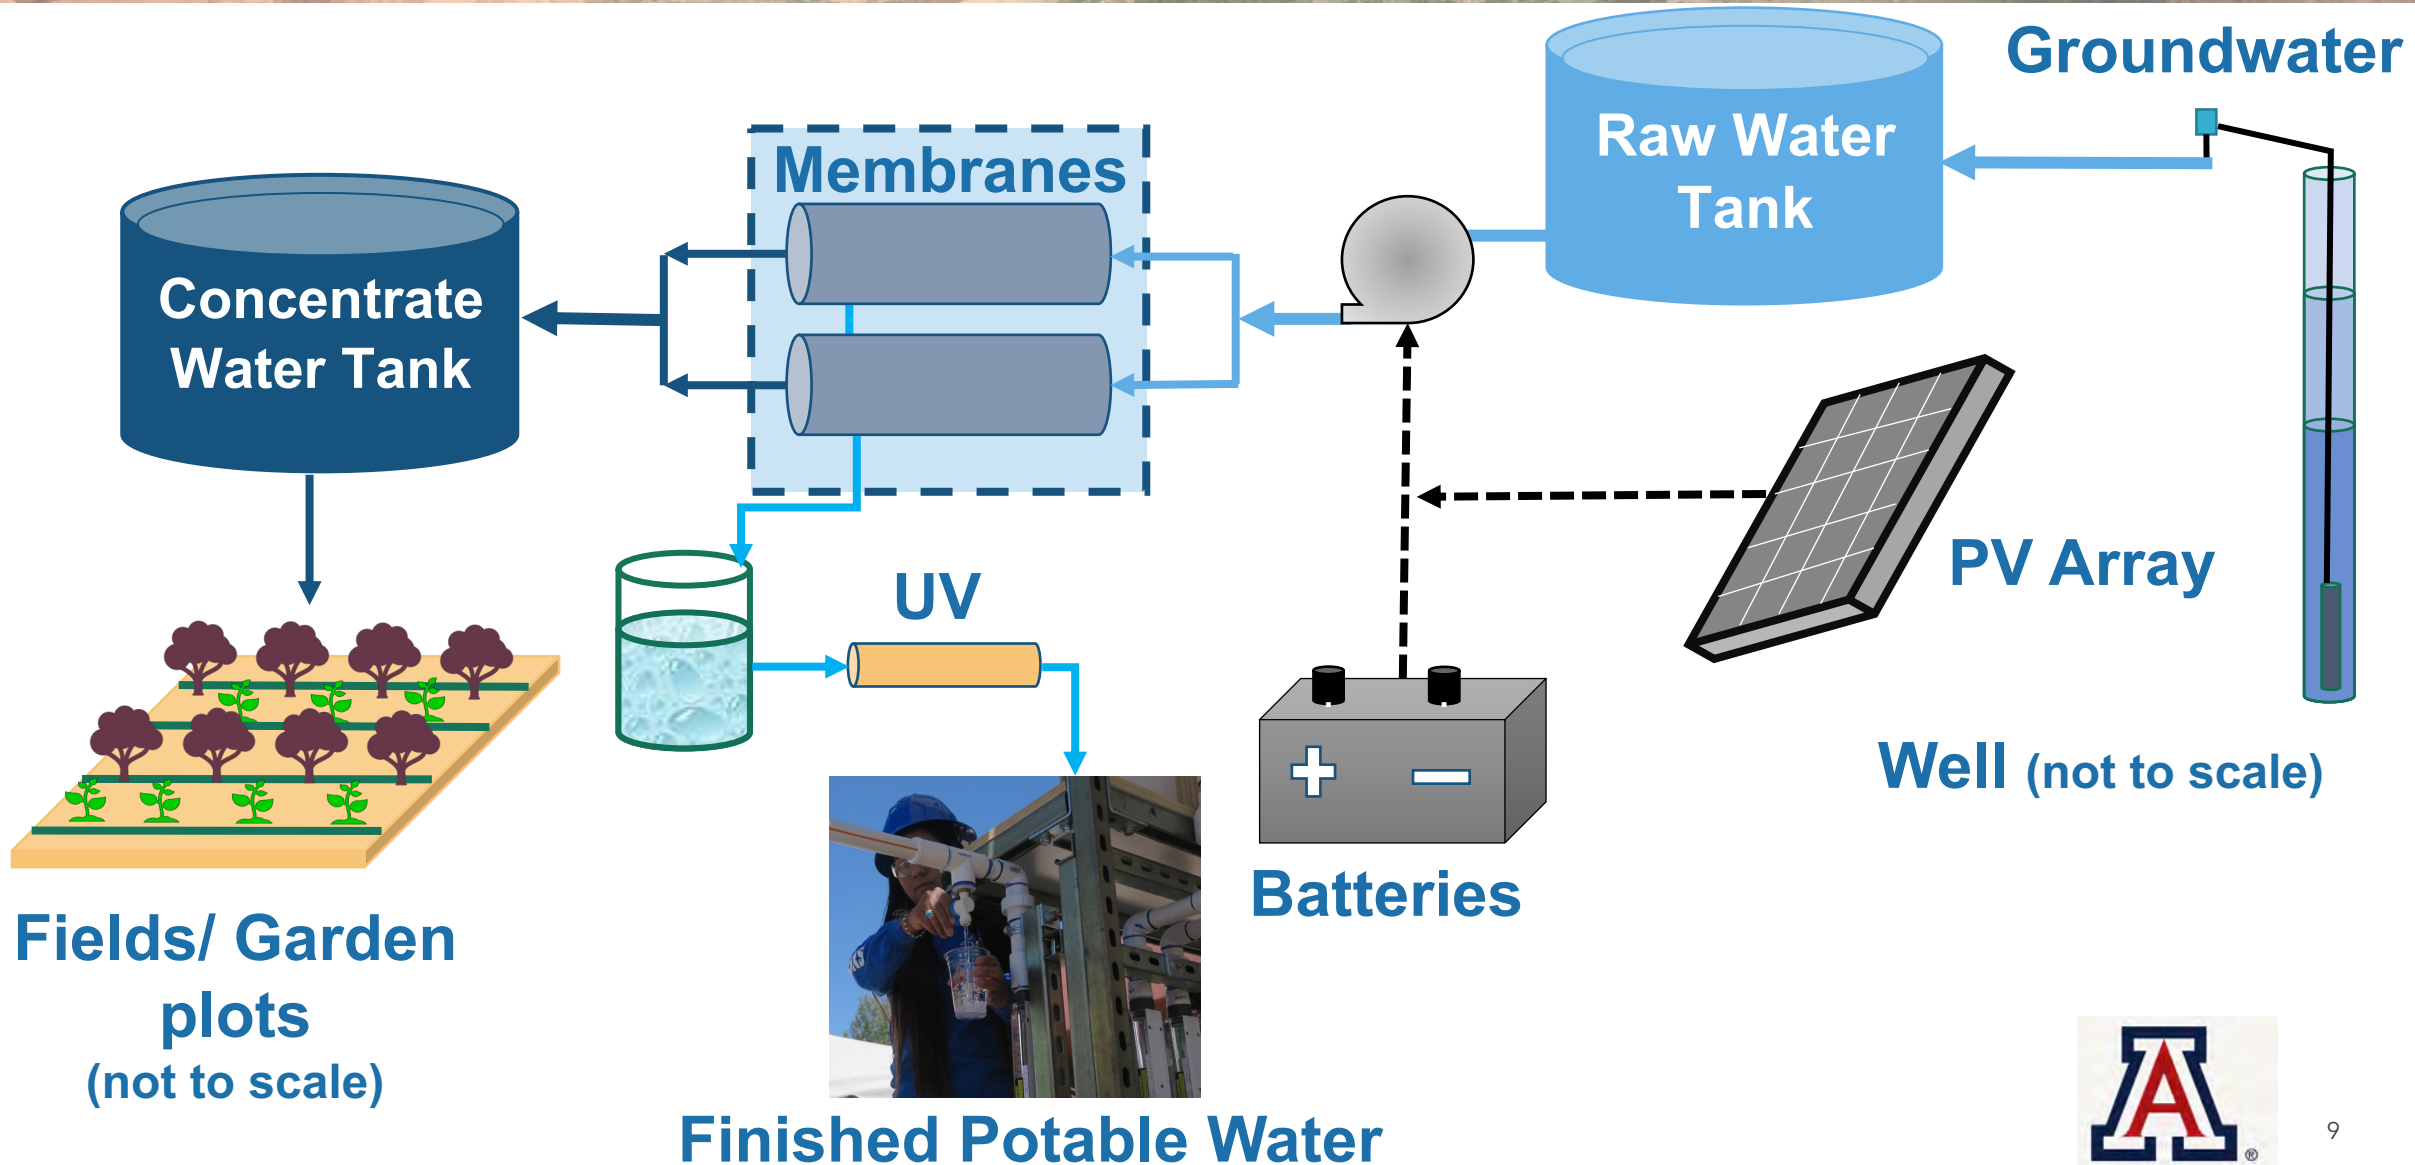 Groundwater
Raw Water
Tank
Membranes
Concentrate
Water Tank
UV
PV Array
Well (not to scale)
Batteries
Fields/ Garden
plots
(not to scale)
Finished Potable Water
A
®
9